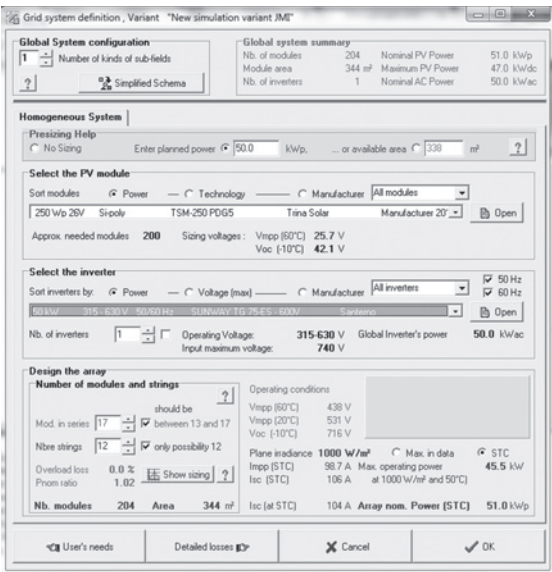 Grid system definition, Variant "New simulation variant JMI"
Global System configuration
1 Number of kinds of sub-fields
? Simplified Schema
Global system summary
Nb. of modules 204 Nominal PV Power 51.0 kWp
Module area 344 m² Maximum PV Power 47.0 kWdc
Nb. of inverters 1 Nominal AC Power 50.0 kWac
Homogeneous System
Presizing Help
No Sizing Enter planned power 50.0 kWp, ... or available area 338 m² ?
Select the PV module
Sort modules Power Technology Manufacturer All modules
250 Wp 26V Si-poly TSM-250 PDG5 Trina Solar Manufacturer 20' Open
Approx. needed modules 200 Sizing voltages : Vmpp (60°C) 25.7 V
Voc (-10°C) 42.1 V
Select the inverter
50 Hz
Sort inverters by: Power Voltage (max) Manufacturer All inverters 60 Hz
50 kW 315 - 630 V 50/60 Hz SUNWAY TG 75-ES - 600V Santerno Open
Nb. of inverters 1 Operating Voltage: 315-630 V Global Inverter's power 50.0 kWac
Input maximum voltage: 740 V
Design the array
Number of modules and strings
?
should be
Mod. in series 17 between 13 and 17
Nbre strings 12 only possibility 12
Overload loss 0.0 % Show sizing ?
Pnom ratio 1.02
Nb. modules 204 Area 344 m²
Operating conditions
Vmpp (60°C) 438 V
Vmpp (20°C) 531 V
Voc (-10°C) 716 V
Plane irradiance 1000 W/m² Max. in data STC
Impp (STC) 98.7 A Max. operating power 45.5 kW
Isc (STC) 106 A at 1000 W/m² and 50°C)
Isc (at STC) 104 A Array nom. Power (STC) 51.0 kWp
User's needs Detailed losses Cancel OK